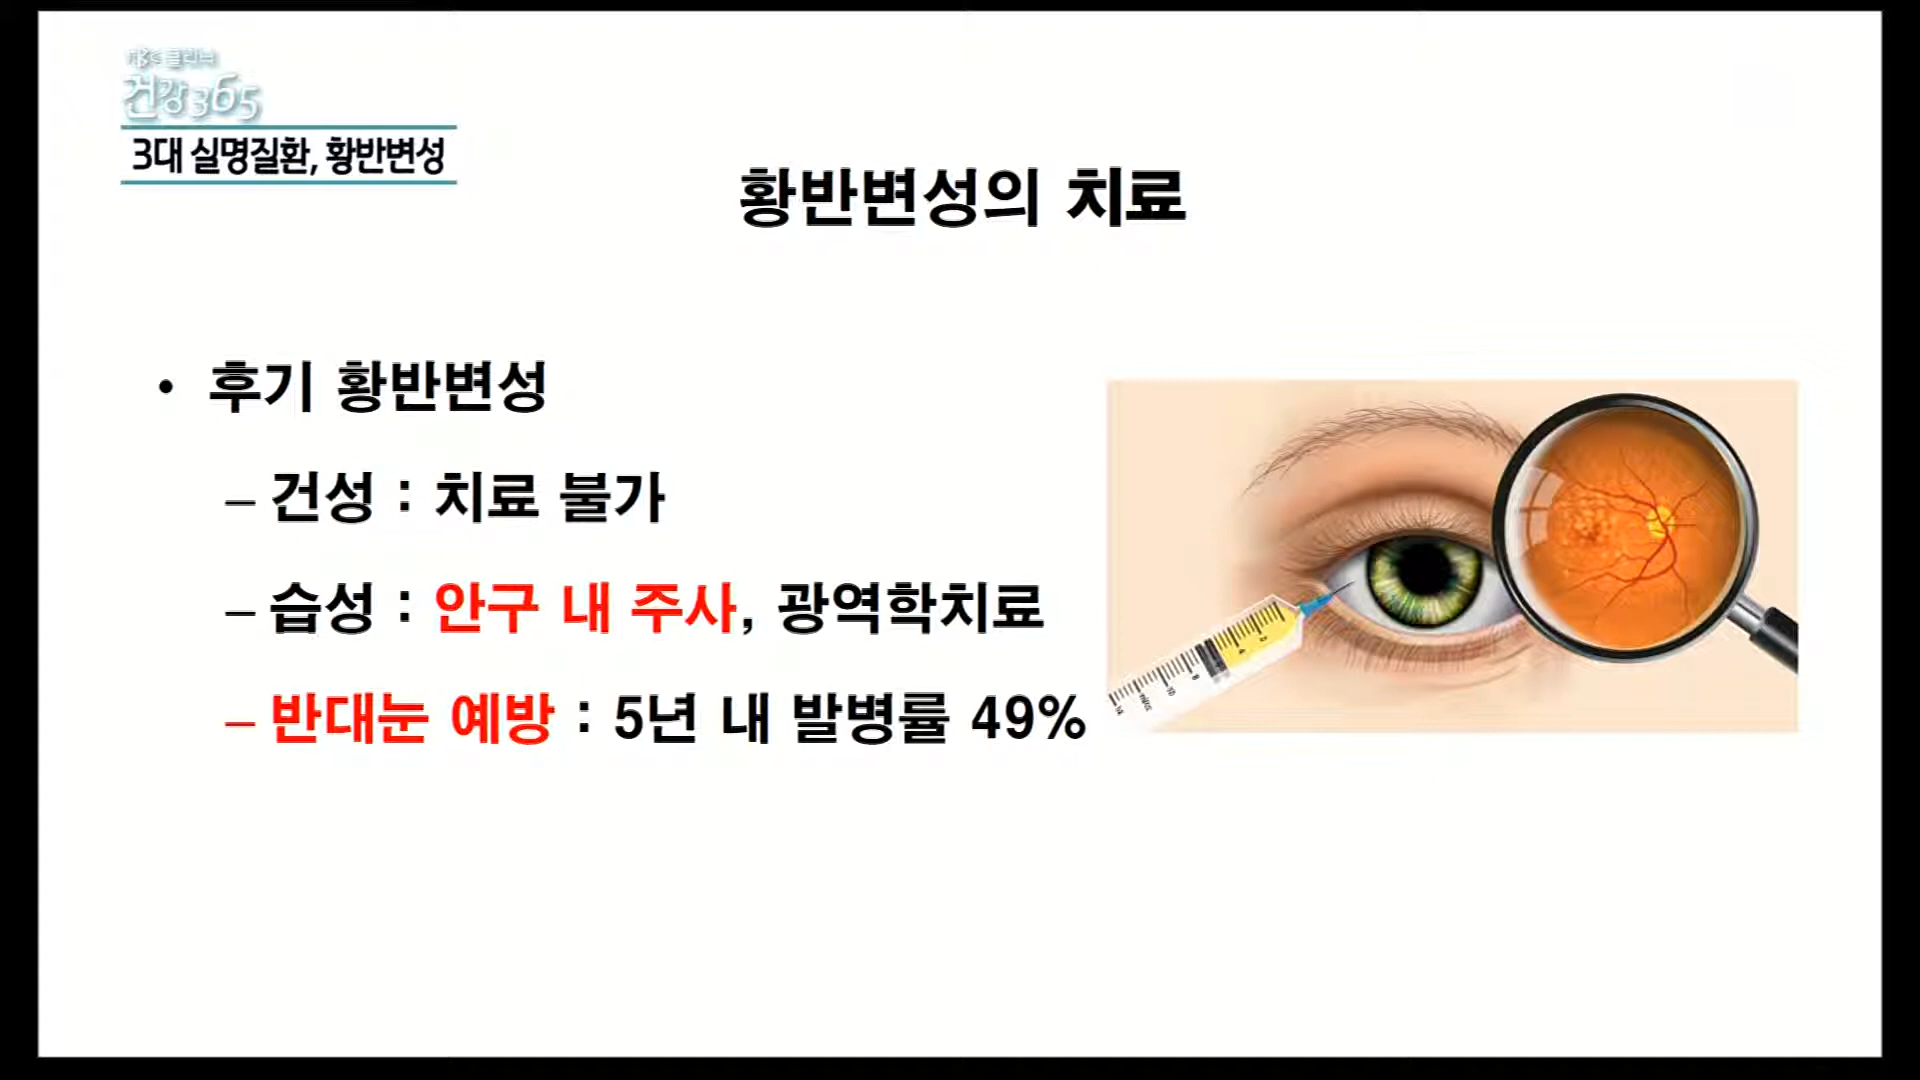 건강365
3대 실명질환, 황반변성
황반변성의 치료
• 후기 황반변성
– 건성 : 치료 불가
– 습성 : 안구 내 주사, 광역학치료
– 반대눈 예방 : 5년 내 발병률 49%